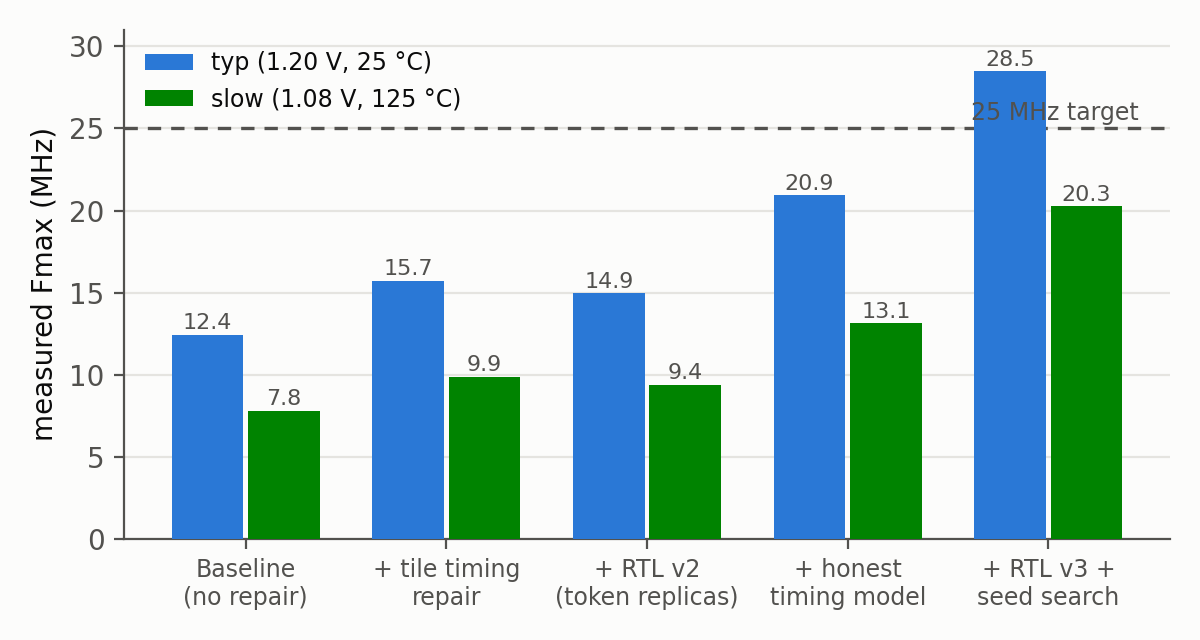 typ (1.20 V, 25 °C)
slow (1.08 V, 125 °C)
measured Fmax (MHz)
30
25
20
15
10
5
0
25 MHz target
12.4
7.8
15.7
9.9
14.9
9.4
20.9
13.1
28.5
20.3
Baseline
(no repair)
+ tile timing
repair
+ RTL v2
(token replicas)
+ honest
timing model
+ RTL v3 +
seed search